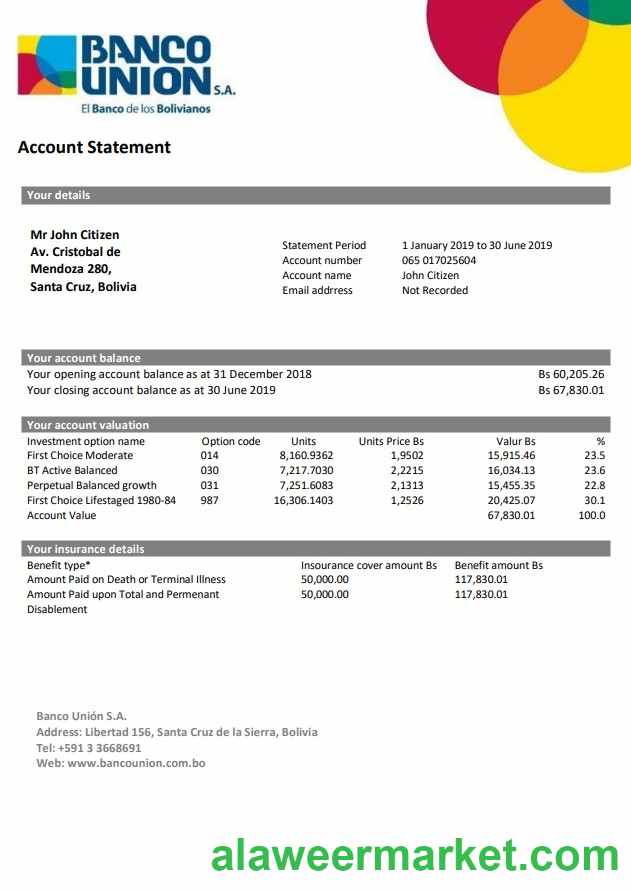 BANCO
UNION S.A.
El Banco de los Bolivianos
Account Statement
Your details
Mr John Citizen
Av. Cristobal de
Mendoza 280,
Santa Cruz, Bolivia
Statement Period 1 January 2019 to 30 June 2019
Account number 065 017025604
Account name John Citizen
Email addrress Not Recorded
Your account balance
Your opening account balance as at 31 December 2018 Bs 60,205.26
Your closing account balance as at 30 June 2019 Bs 67,830.01
Your account valuation
Investment option name Option code Units Units Price Bs Valur Bs %
First Choice Moderate 014 8,160.9362 1,9502 15,915.46 23.5
BT Active Balanced 030 7,217.7030 2,2215 16,034.13 23.6
Perpetual Balanced growth 031 7,251.6083 2,1313 15,455.35 22.8
First Choice Lifestaged 1980-84 987 16,306.1403 1,2526 20,425.07 30.1
Account Value 67,830.01 100.0
Your insurance details
Benefit type* Insourance cover amount Bs Benefit amount Bs
Amount Paid on Death or Terminal Illness 50,000.00 117,830.01
Amount Paid upon Total and Permenant 50,000.00 117,830.01
Disablement
Banco Unión S.A.
Address: Libertad 156, Santa Cruz de la Sierra, Bolivia
Tel: +591 3 3668691
Web: www.bancounion.com.bo
alaweermarket.com